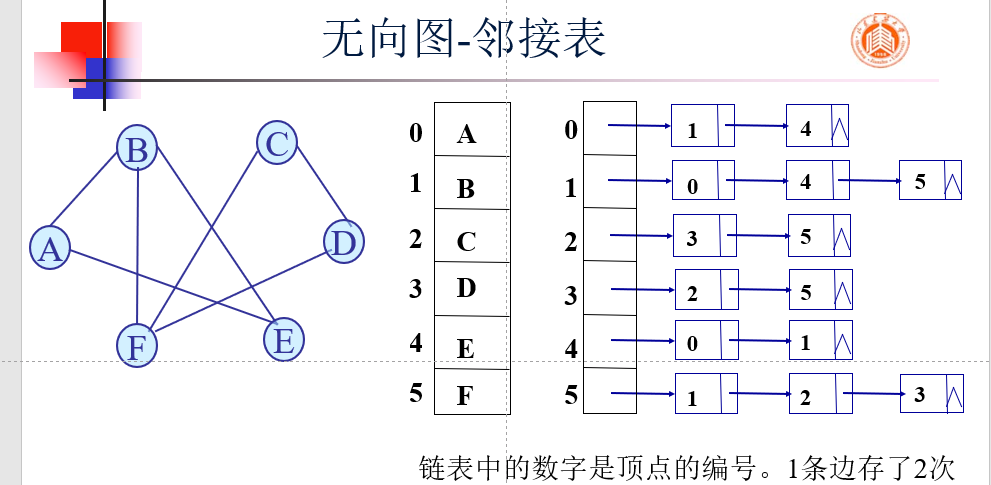 无向图-邻接表
B
C
A
D
F
E
0 A
1 B
2 C
3 D
4 E
5 F
0 1 4 ∧
1 0 4 5 ∧
2 3 5 ∧
3 2 5 ∧
4 0 1 ∧
5 1 2 3 ∧
链表中的数字是顶点的编号。1条边存了2次